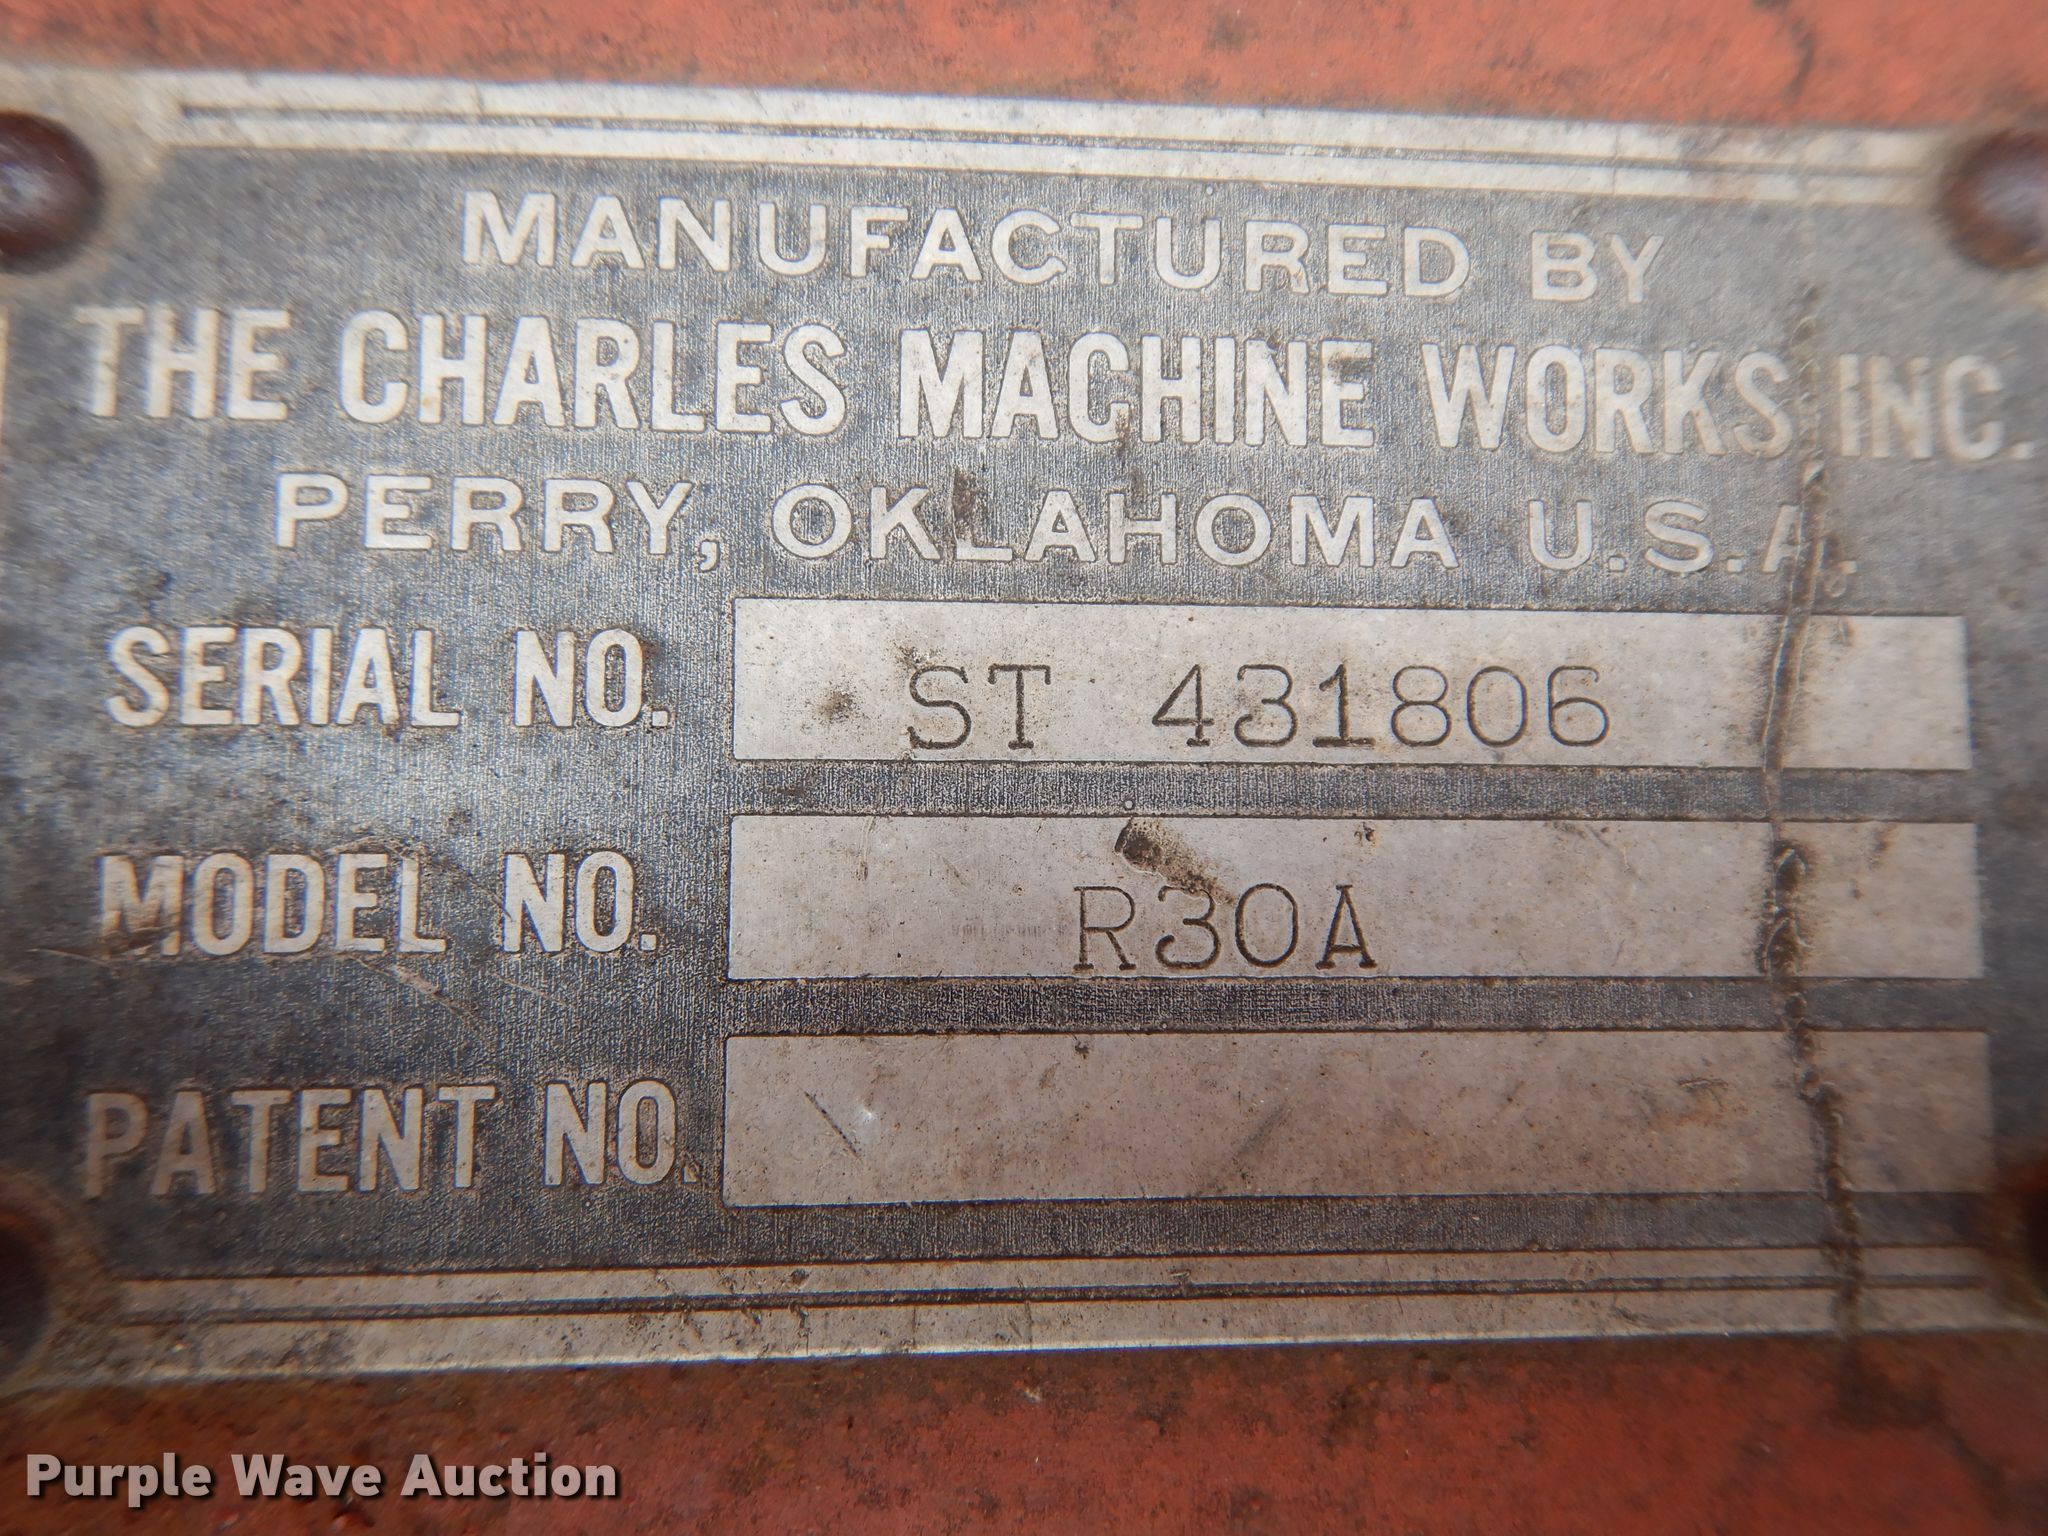 MANUFACTURED BY
THE CHARLES MACHINE WORKS, INC.
PERRY, OKLAHOMA U.S.A.
SERIAL NO. ST 431806
MODEL NO. R30A
PATENT NO.
Purple Wave Auction